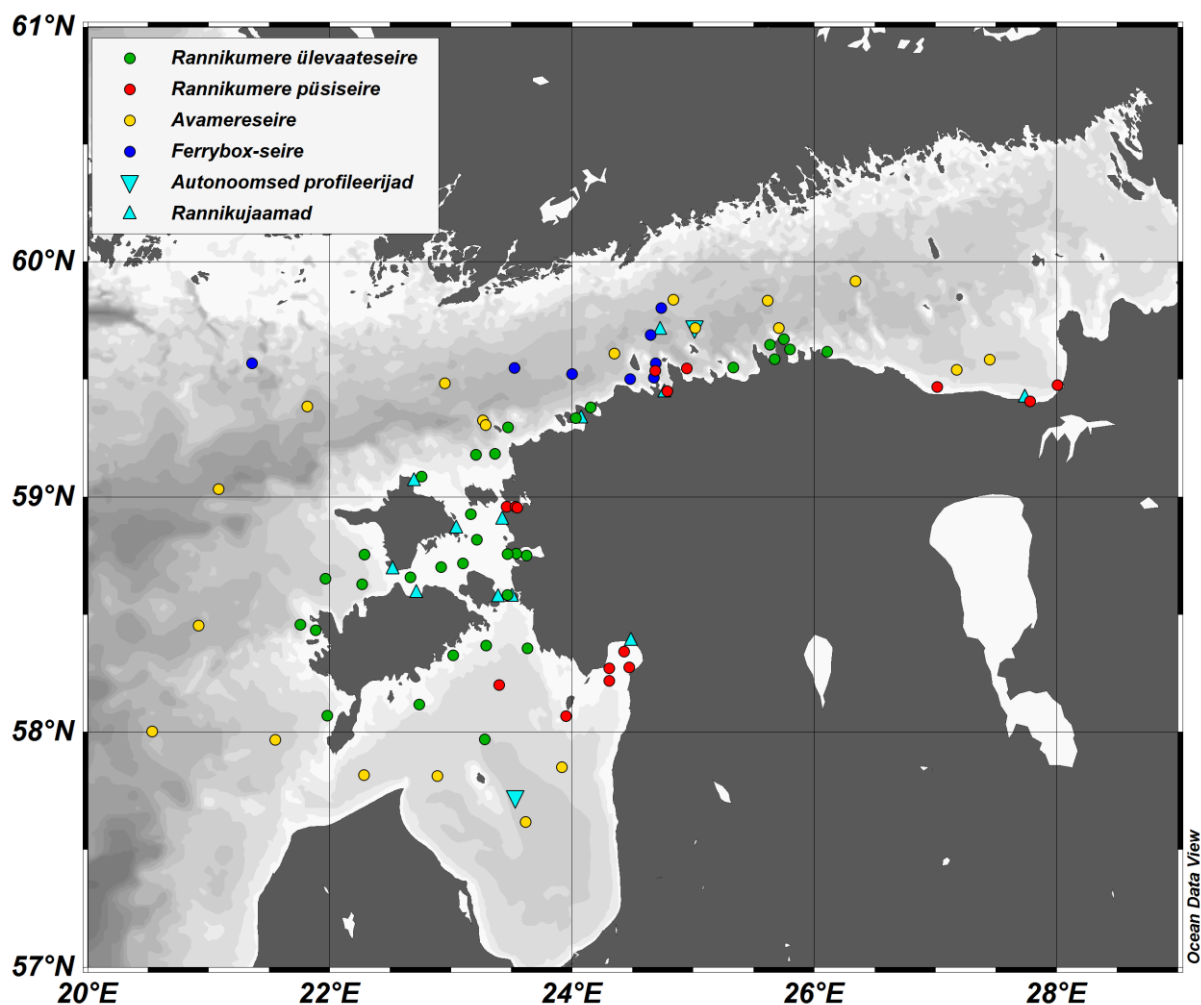 61°N
Rannikumere ülevaateseire
Rannikumere püsiseire
Avamereseire
Ferrybox-seire
Autonoomsed profileerijad
Rannikujaamad
60°N
59°N
58°N
57°N
20°E
22°E
24°E
26°E
28°E
Ocean Data View